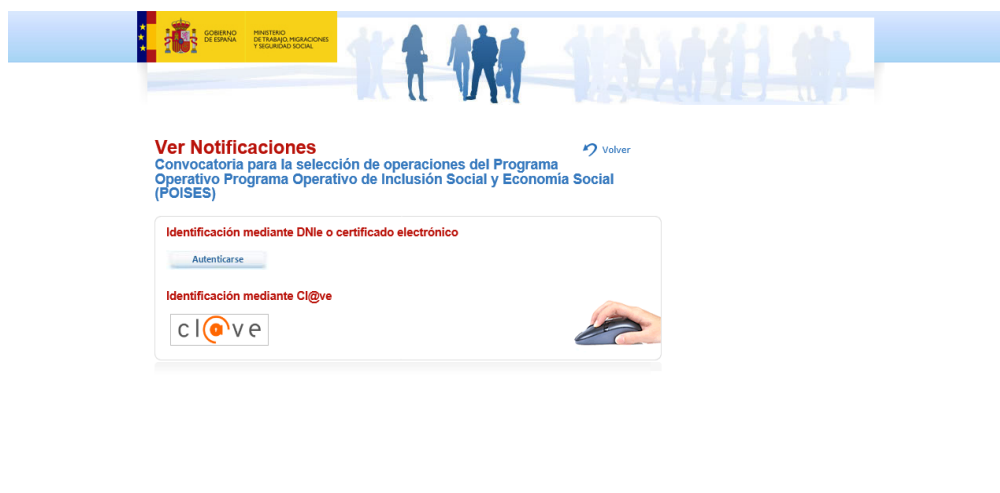 GOBIERNO
DE ESPAÑA
MINISTERIO
DE TRABAJO, MIGRACIONES
Y SEGURIDAD SOCIAL
Ver Notificaciones
Volver
Convocatoria para la selección de operaciones del Programa
Operativo Programa Operativo de Inclusión Social y Economía Social
(POISES)
Identificación mediante DNIe o certificado electrónico
Autenticarse
Identificación mediante Cl@ve
cl@ve